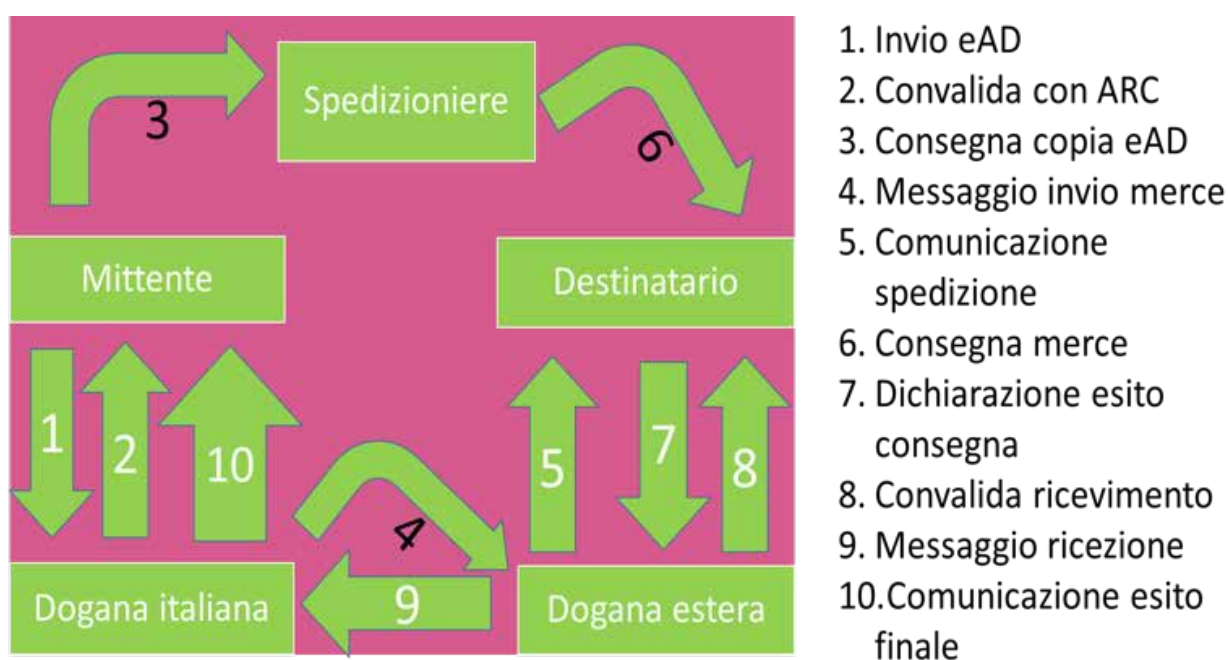 Spedizioniere
3
6
Mittente
Destinatario
1
2
10
5
7
8
4
Dogana italiana
9
Dogana estera
1. Invio eAD
2. Convalida con ARC
3. Consegna copia eAD
4. Messaggio invio merce
5. Comunicazione
spedizione
6. Consegna merce
7. Dichiarazione esito
consegna
8. Convalida ricevimento
9. Messaggio ricezione
10.Comunicazione esito
finale